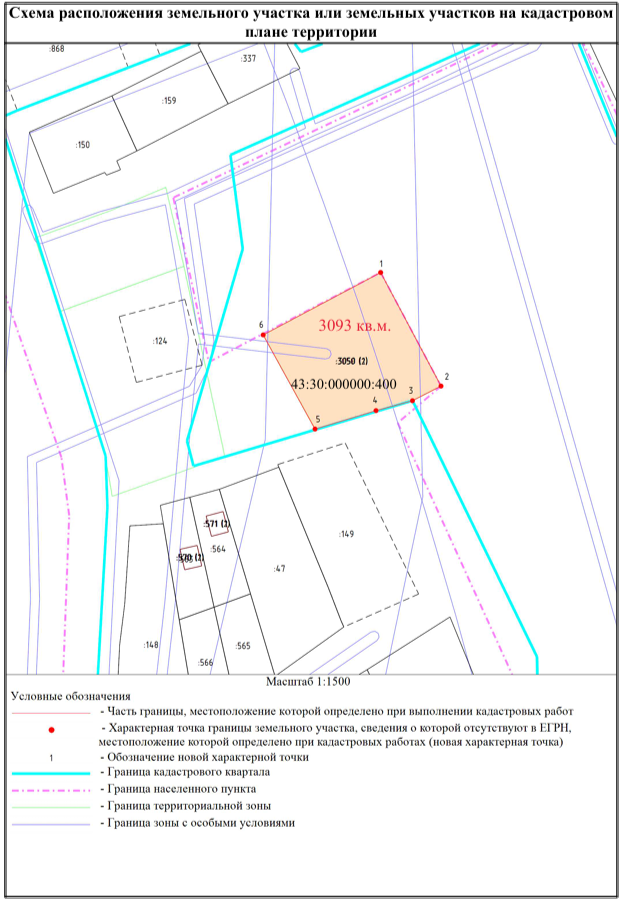 Схема расположения земельного участка или земельных участков на кадастровом
плане территории
:868
:337
:159
:150
1
6
3093 кв.м.
:124
:3050 (2)
43:30:000000:400
2
3
4
5
:571 (2)
:564
:570 (2)
:149
:47
:148
:565
:566
Масштаб 1:1500
Условные обозначения
- Часть границы, местоположение которой определено при выполнении кадастровых работ
- Характерная точка границы земельного участка, сведения о которой отсутствуют в ЕГРН,
местоположение которой определено при кадастровых работах (новая характерная точка)
1
- Обозначение новой характерной точки
- Граница кадастрового квартала
- Граница населенного пункта
- Граница территориальной зоны
- Граница зоны с особыми условиями